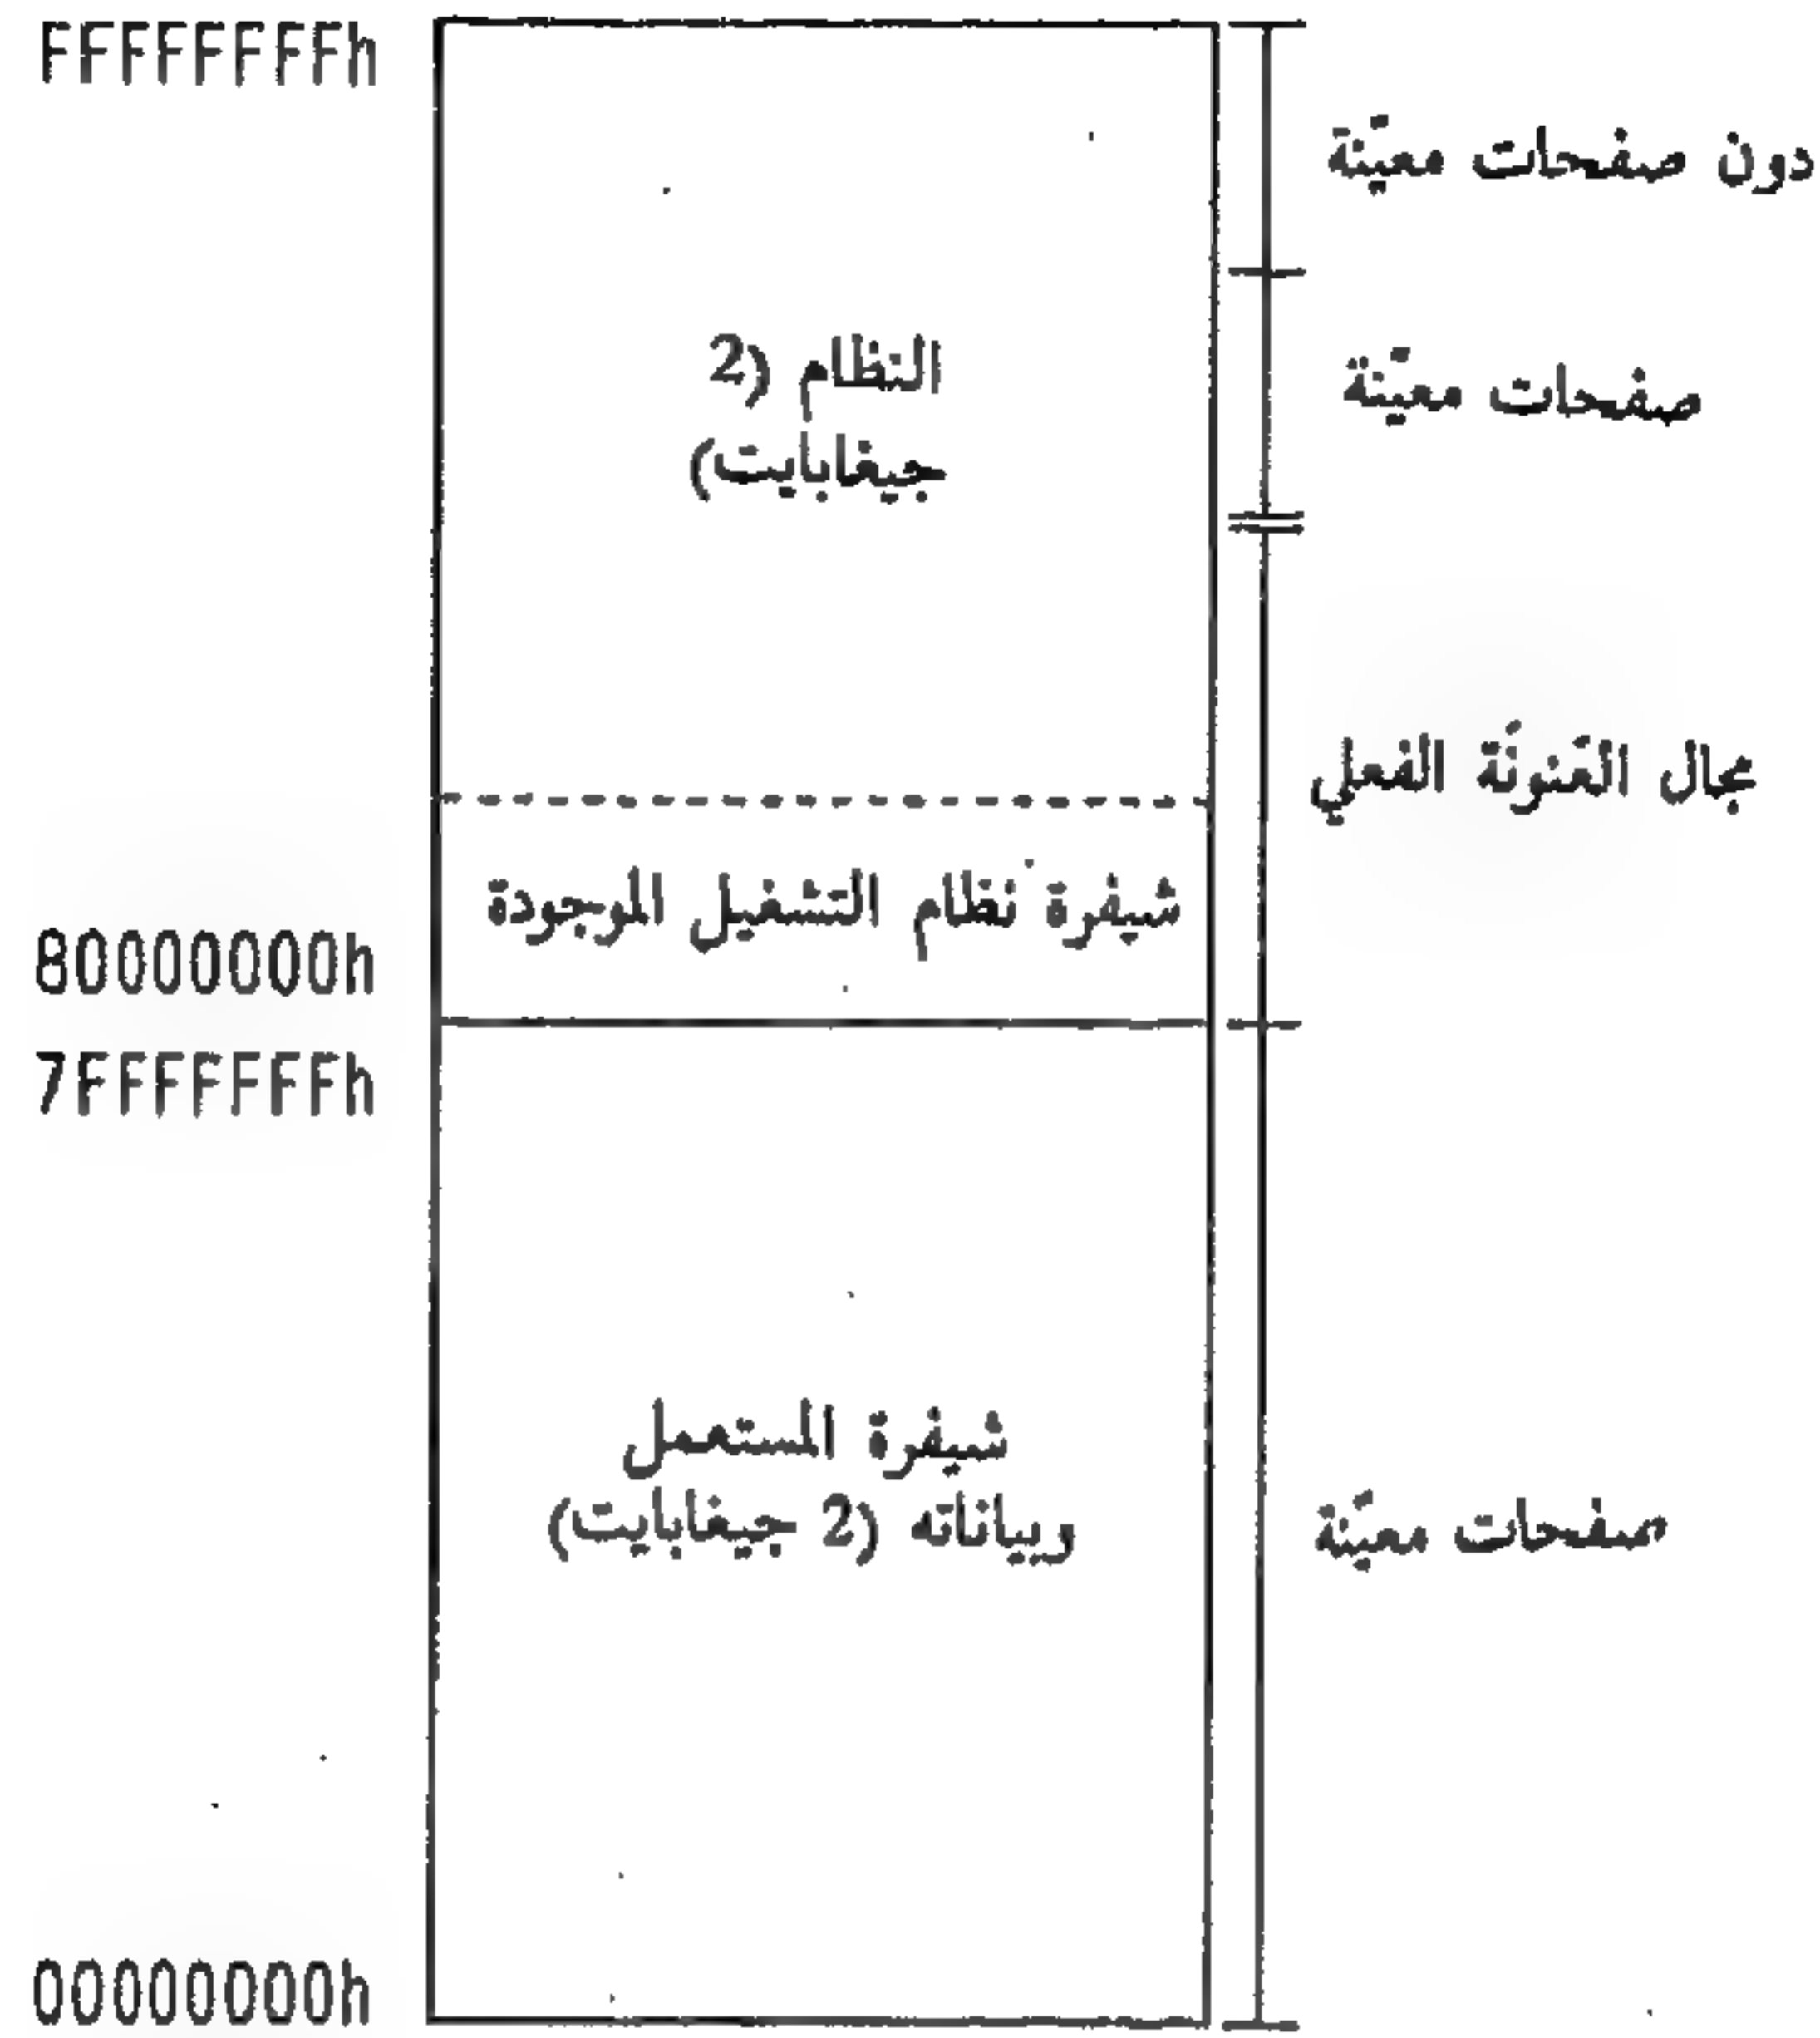 FFFFFFFFh
دون صفحات معيّنة
النظام (2
جيغابايت)
صفحات معيّنة
مجال العَنونَة الفعلي
شيفرة نظام التشغيل الموجودة
80000000h
7FFFFFFFh
شيفرة المستعمل
وبياناته (2 جيغابايت)
صفحات معيّنة
00000000h